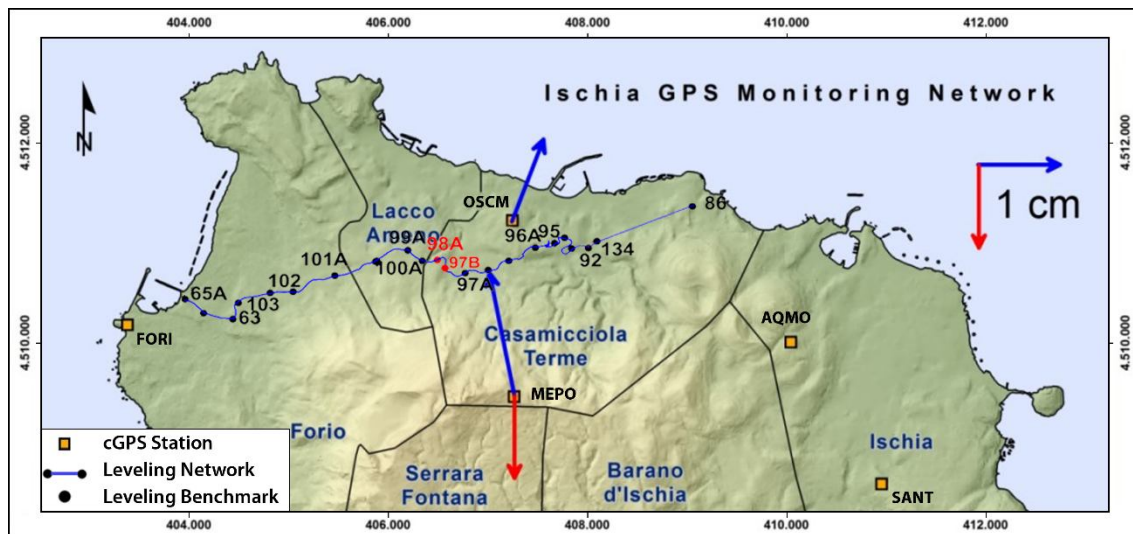 404.000 406.000 408.000 410.000 412.000
Ischia GPS Monitoring Network
N
4.512.000
4.512.000
1 cm
OSCM
86
Lacco
Ameno
99A
96A
95
98A
97B
134
92
101A
100A
97A
102
65A
103
63
FORI
AQMO
4.510.000
4.510.000
Casamicciola
Terme
MEPO
cGPS Station
Leveling Network
Leveling Benchmark
Forio
Serrara
Fontana
Barano
d'Ischia
Ischia
SANT
404.000 406.000 408.000 410.000 412.000